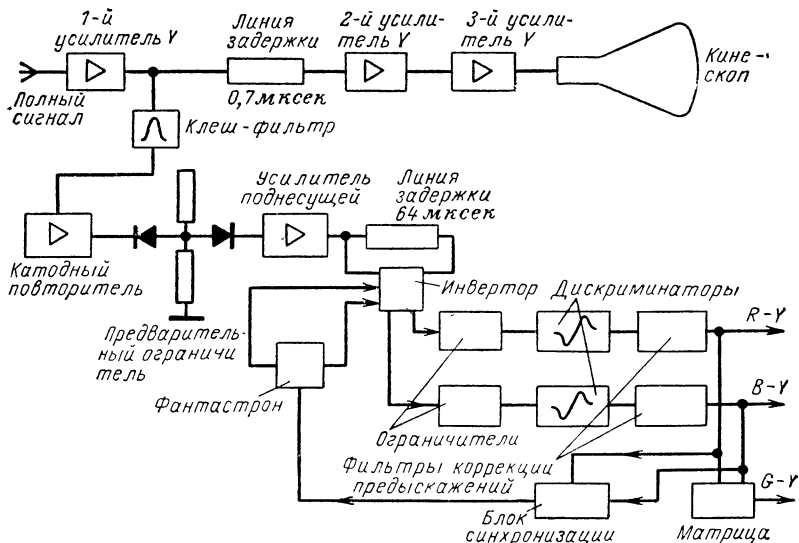 1-й
усилитель Y
Линия
задержки
2-й усили-
тель Y
3-й усили-
тель Y
Кине-
скоп
Полный
сигнал
0,7 мксек
Клеш-фильтр
Усилитель
поднесущей
Линия
задержки
64 мксек
Катодный
повторитель
Инвертор
Дискриминаторы
R-Y
Предваритель-
ный ограничи
тель
Фантастрон
B-Y
Ограничители
Фильтры коррекции
предыскажений
G-Y
Блок
синхронизации
Матрица